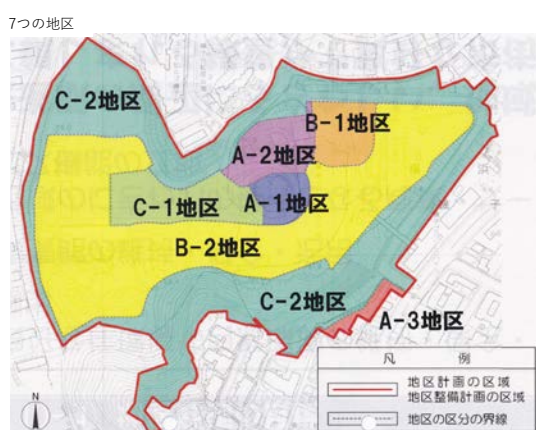 7つの地区
C-2地区
B-1地区
A-2地区
C-1地区
A-1地区
B-2地区
C-2地区
A-3地区
凡 例
地区計画の区域
地区整備計画の区域
地区の区分の界線
N